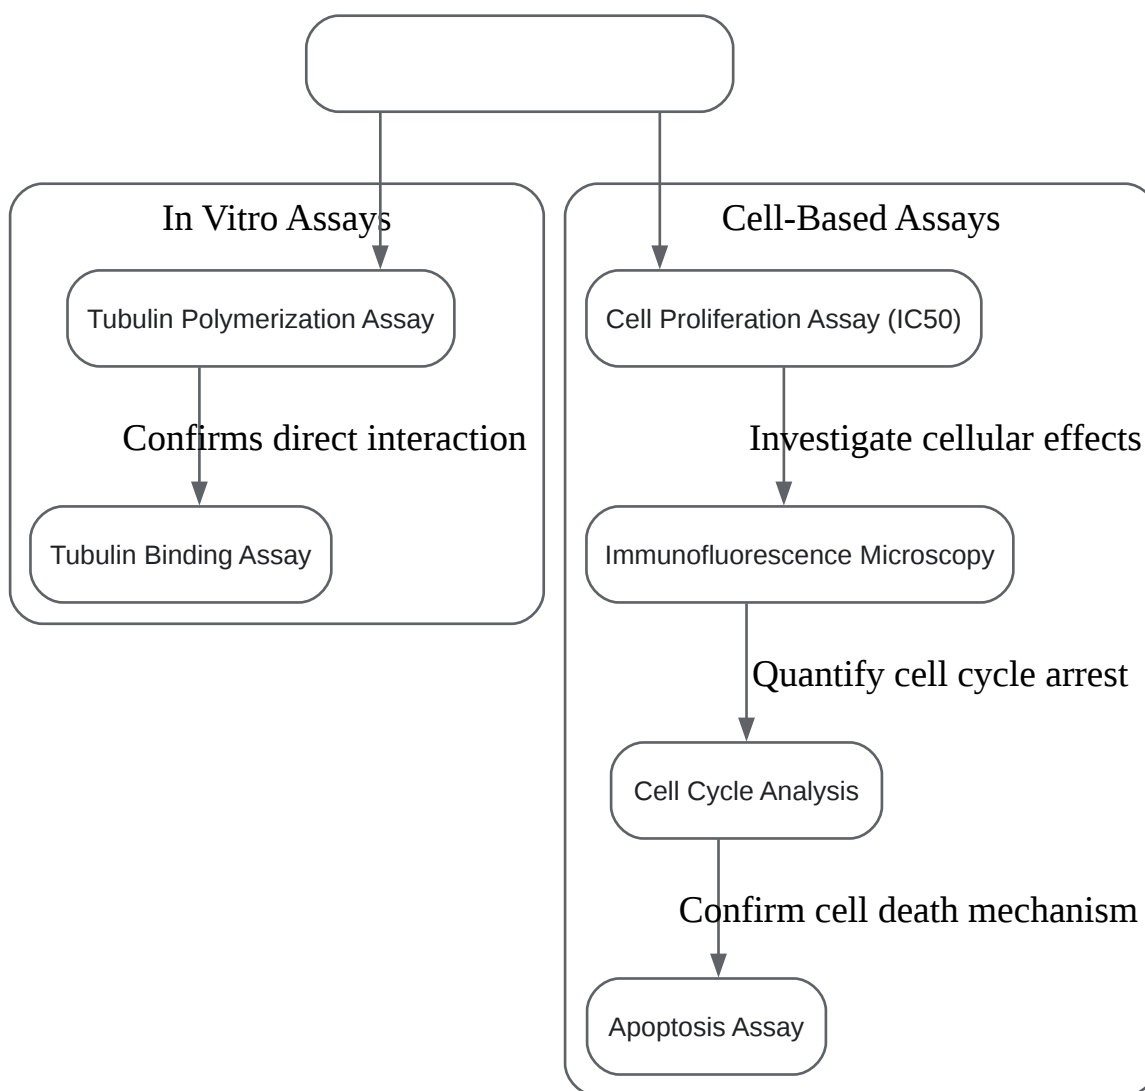 In Vitro Assays
Tubulin Polymerization Assay
Confirms direct interaction
Tubulin Binding Assay
Cell-Based Assays
Cell Proliferation Assay (IC50)
Investigate cellular effects
Immunofluorescence Microscopy
Quantify cell cycle arrest
Cell Cycle Analysis
Confirm cell death mechanism
Apoptosis Assay